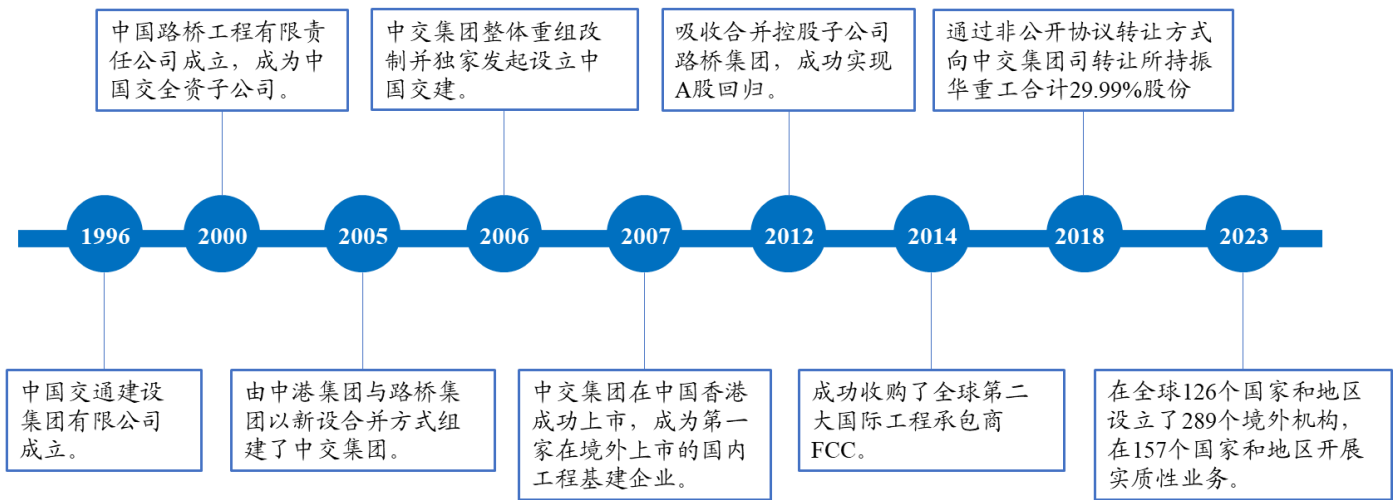 中国路桥工程有限责
任公司成立，成为中
国交全资子公司。
中交集团整体重组改
制并独家发起设立中
国交建。
吸收合并控股子公司
路桥集团，成功实现
A股回归。
通过非公开协议转让方式
向中交集团司转让所持振
华重工合计29.99%股份
1996
2000
2005
2006
2007
2012
2014
2018
2023
中国交通建设
集团有限公司
成立。
由中港集团与路桥集
团以新设合并方式组
建了中交集团。
中交集团在中国香港
成功上市，成为第一
家在境外上市的国内
工程基建企业。
成功收购了全球第二
大国际工程承包商
FCC。
在全球126个国家和地区
设立了289个境外机构，
在157个国家和地区开展
实质性业务。